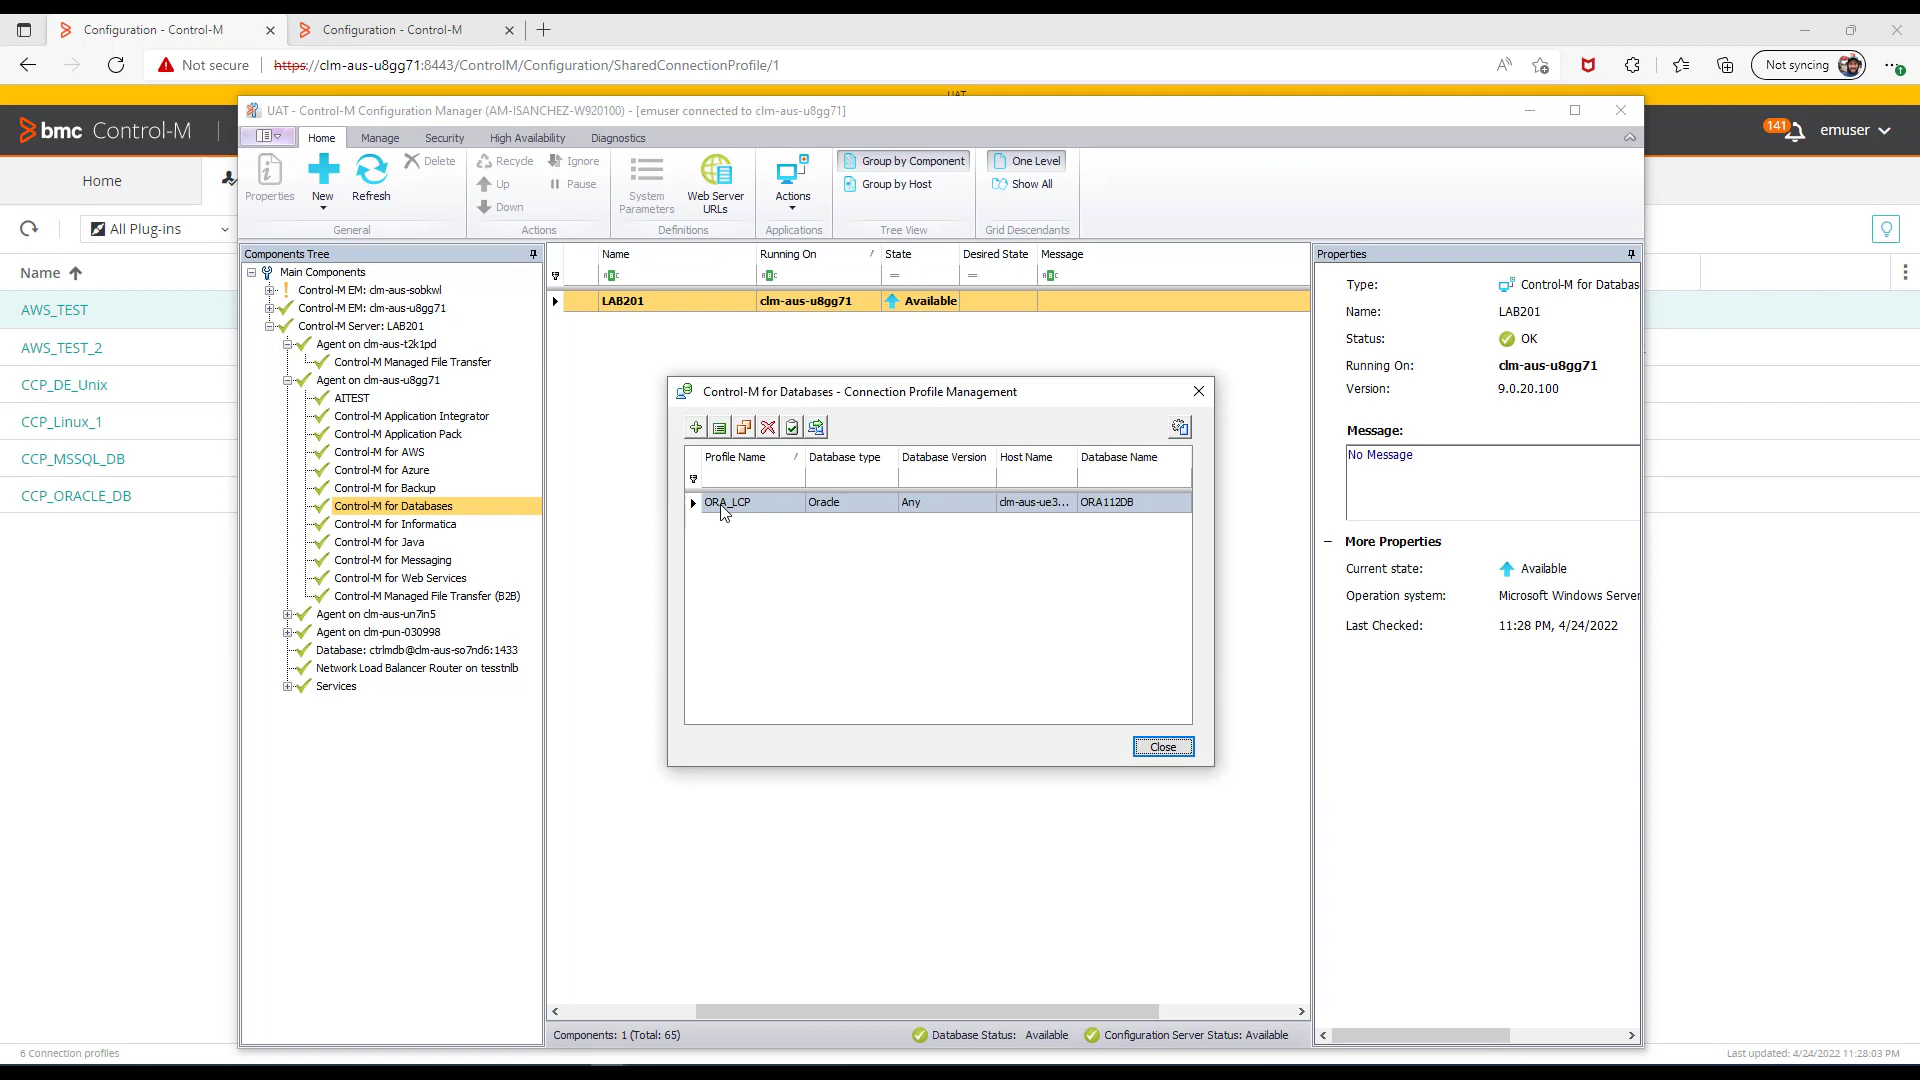 Configuration - Control-M
Configuration - Control-M
Not secure
https://clm-aus-u8gg71:8443/ControlM/Configuration/SharedConnectionProfile/1
Not syncing
UAT
bmc Control-M
141
emuser
Home
All Plug-ins
Name
AWS_TEST
AWS_TEST_2
CCP_DE_Unix
CCP_Linux_1
CCP_MSSQL_DB
CCP_ORACLE_DB
6 Connection profiles
Last updated: 4/24/2022 11:28:03 PM
UAT - Control-M Configuration Manager (AM-ISANCHEZ-W920100) - [emuser connected to clm-aus-u8gg71]
Home Manage Security High Availability Diagnostics
Properties
New
Refresh
Delete
General
Recycle
Ignore
Up
Pause
Down
Actions
System Parameters
Web Server URLs
Definitions
Actions
Applications
Group by Component
Group by Host
Tree View
One Level
Show All
Grid Descendants
Components Tree
Main Components
Control-M EM: clm-aus-sobkwl
Control-M EM: clm-aus-u8gg71
Control-M Server: LAB201
Agent on clm-aus-t2k1pd
Control-M Managed File Transfer
Agent on clm-aus-u8gg71
AITEST
Control-M Application Integrator
Control-M Application Pack
Control-M for AWS
Control-M for Azure
Control-M for Backup
Control-M for Databases
Control-M for Informatica
Control-M for Java
Control-M for Messaging
Control-M for Web Services
Control-M Managed File Transfer (B2B)
Agent on clm-aus-un7in5
Agent on clm-pun-030998
Database: ctrlmdb@clm-aus-so7nd6:1433
Network Load Balancer Router on tesstnlb
Services
Name Running On / State Desired State Message
LAB201 clm-aus-u8gg71 Available
Control-M for Databases - Connection Profile Management
Profile Name / Database type Database Version Host Name Database Name
ORA_LCP Oracle Any clm-aus-ue3... ORA112DB
Close
Components: 1 (Total: 65)
Database Status: Available
Configuration Server Status: Available
Properties
Type: Control-M for Databas
Name: LAB201
Status: OK
Running On: clm-aus-u8gg71
Version: 9.0.20.100
Message:
No Message
More Properties
Current state: Available
Operation system: Microsoft Windows Server
Last Checked: 11:28 PM, 4/24/2022